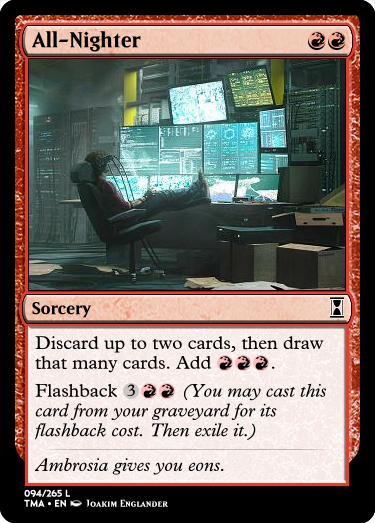 All-Nighter
Sorcery
Discard up to two cards, then draw
that many cards. Add
Flashback 3 (You may cast this
card from your graveyard for its
flashback cost. Then exile it.)
Ambrosia gives you eons.
094/265 L
TMA • EN Joakim Englander